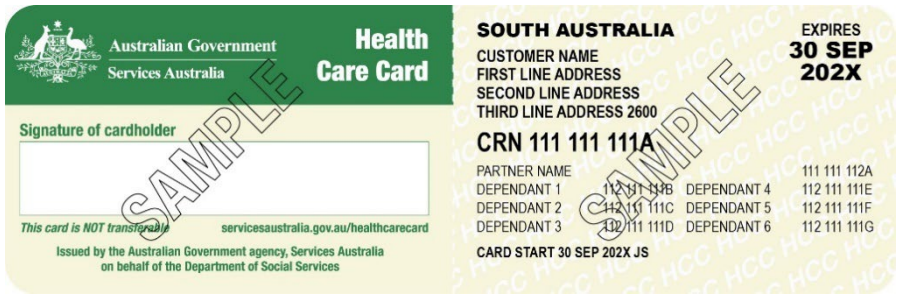 Australian Government
Services Australia
Health
Care Card
Signature of cardholder
This card is NOT transferable
servicesaustralia.gov.au/healthcarecard
Issued by the Australian Government agency, Services Australia
on behalf of the Department of Social Services
SAMPLE
SOUTH AUSTRALIA
EXPIRES
30 SEP
202X
CUSTOMER NAME
FIRST LINE ADDRESS
SECOND LINE ADDRESS
THIRD LINE ADDRESS 2600
CRN 111 111 111A
PARTNER NAME 111 111 112A
DEPENDANT 1 112 111 111B DEPENDANT 4 112 111 111E
DEPENDANT 2 112 111 111C DEPENDANT 5 112 111 111F
DEPENDANT 3 112 111 111D DEPENDANT 6 112 111 111G
CARD START 30 SEP 202X JS
SAMPLE
HCC HCC HCC HCC